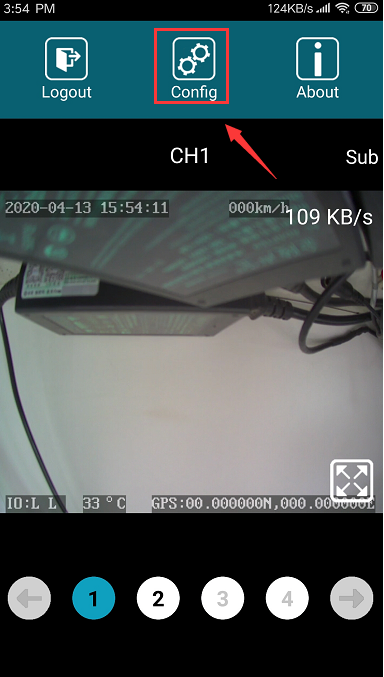 3:54 PM 124KB/s 70
Logout Config About
CH1 Sub
2020-04-13 15:54:11 000km/h
109 KB/s
IO:L L 33°C GPS:00.000000N,000.000000E
1 2 3 4